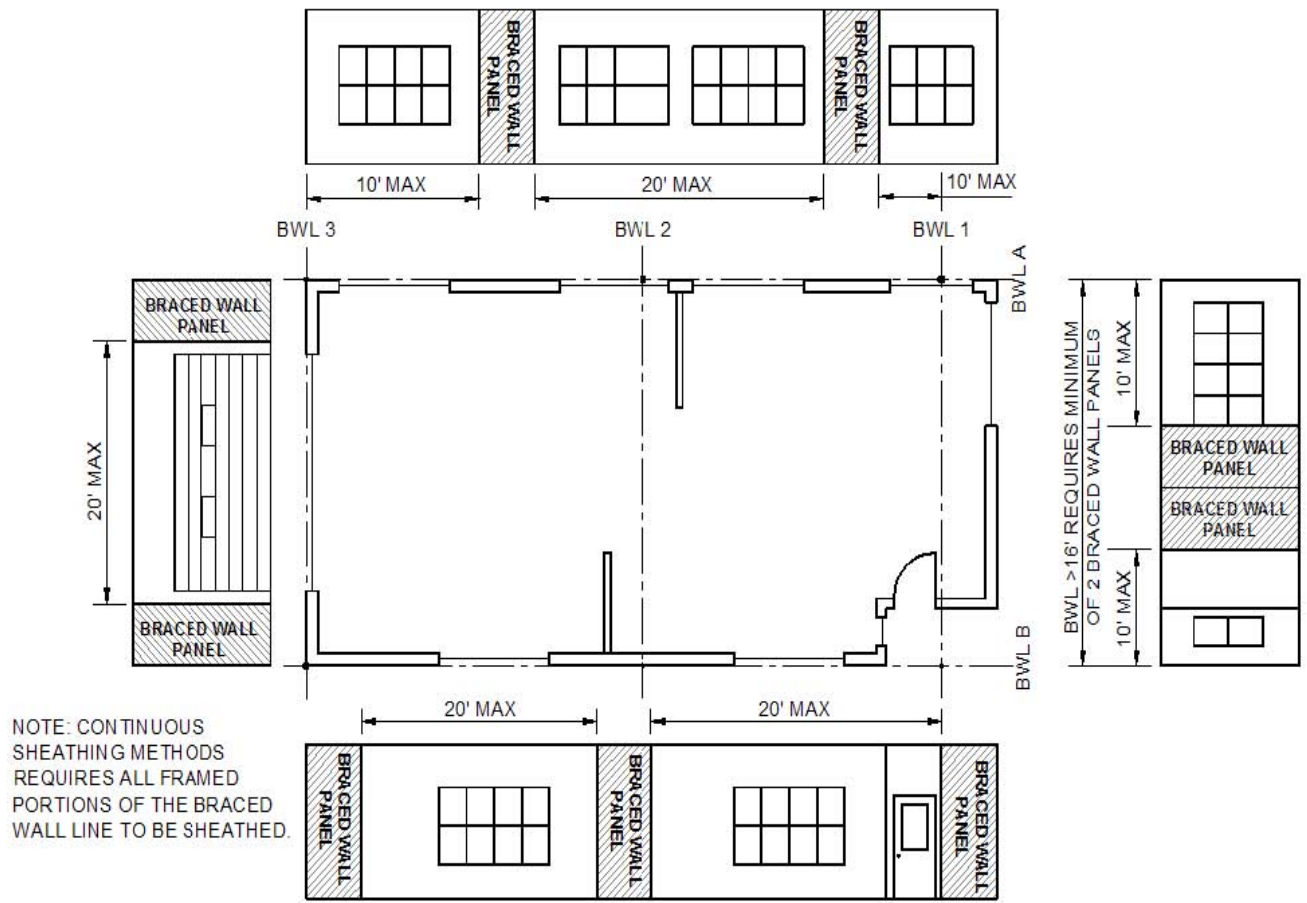 BRACED WALL
PANEL
BRACED WALL
PANEL
10' MAX
20' MAX
10' MAX
BWL 3
BWL 2
BWL 1
BWL A
BRACED WALL
PANEL
20' MAX
BRACED WALL
PANEL
BWL >16' REQUIRES MINIMUM
OF 2 BRACED WALL PANELS
10' MAX
BRACED WALL
PANEL
BRACED WALL
PANEL
10' MAX
BWL B
NOTE: CONTINUOUS
SHEATHING METHODS
REQUIRES ALL FRAMED
PORTIONS OF THE BRACED
WALL LINE TO BE SHEATHED.
20' MAX
20' MAX
BRACED WALL
PANEL
BRACED WALL
PANEL
BRACED WALL
PANEL